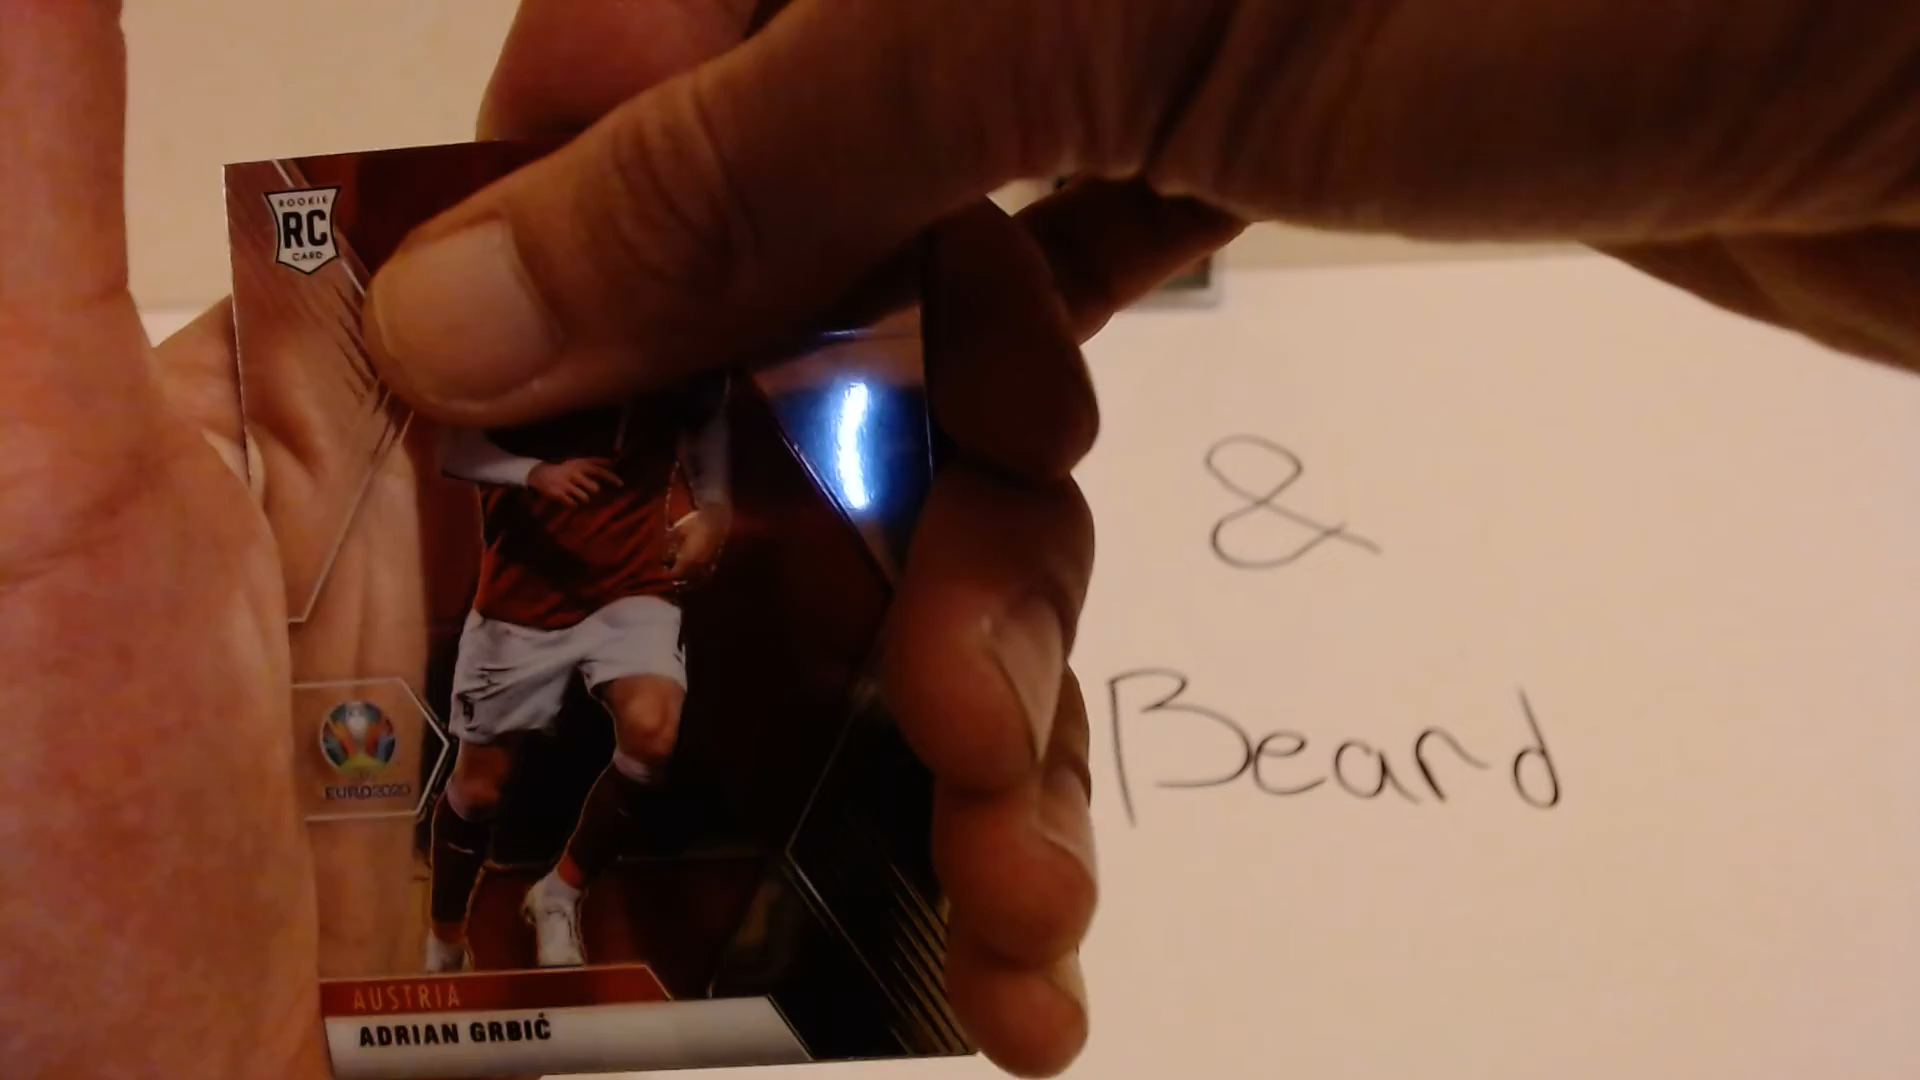 ROOKIE
RC
CARD
&
Beard
EURO2020
AUSTRIA
ADRIAN GRBIĆ